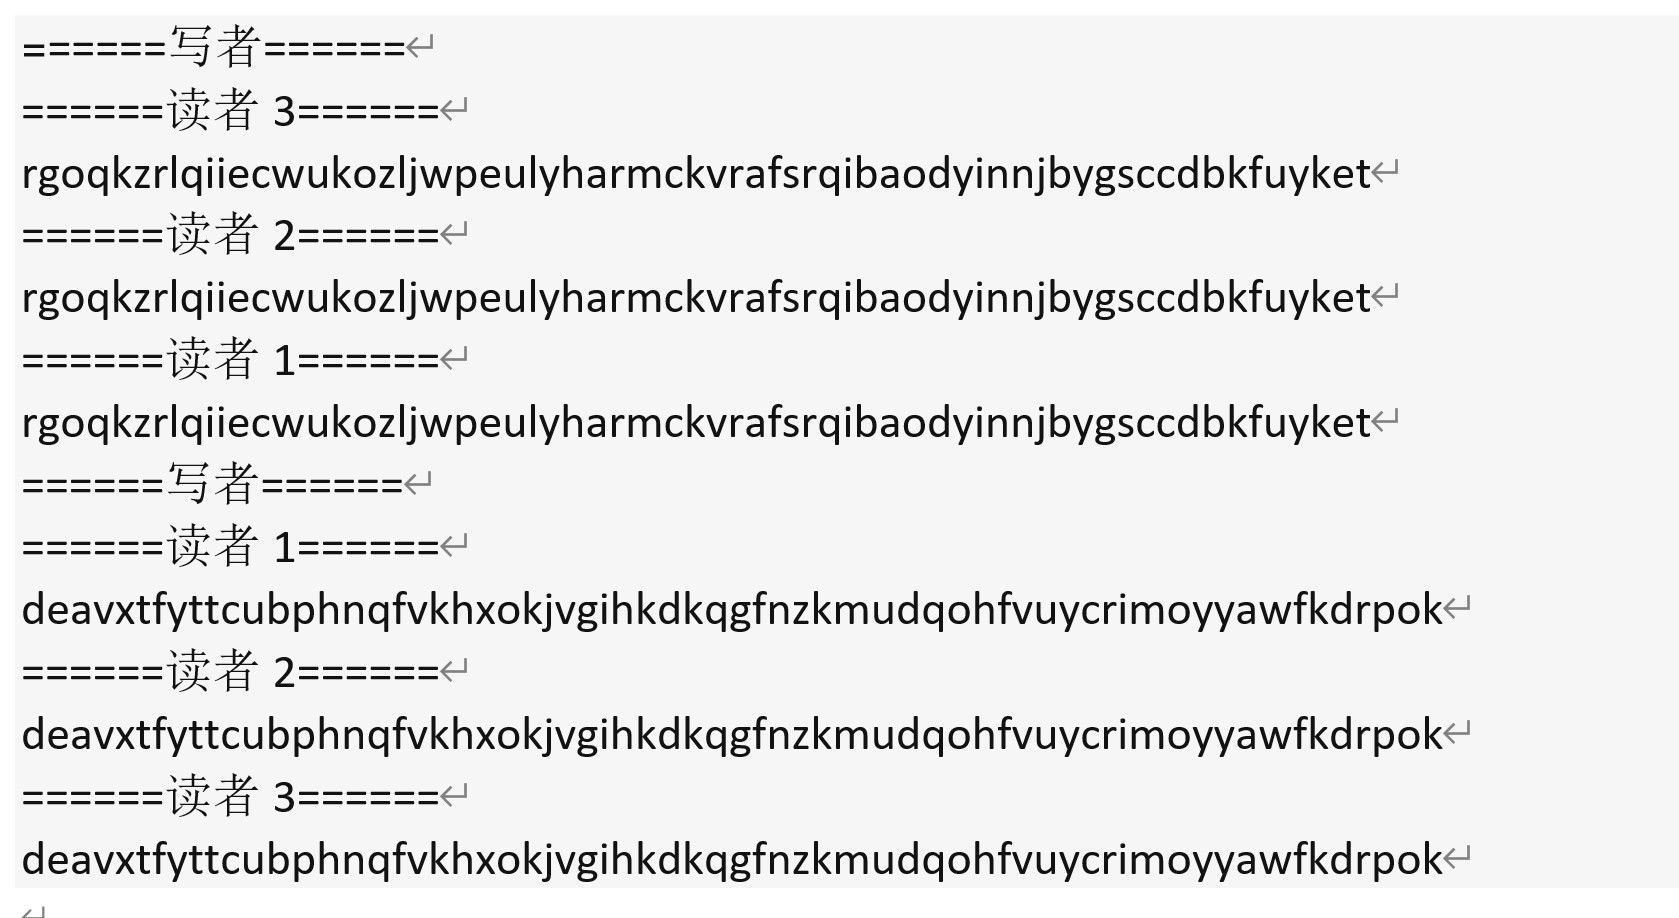 ======写者======
======读者 3======
rgoqkzrlqiiecwukozljwpeulyharmckvrafsrqibaodyinnjbygsccdbkfuyket
======读者 2======
rgoqkzrlqiiecwukozljwpeulyharmckvrafsrqibaodyinnjbygsccdbkfuyket
======读者 1======
rgoqkzrlqiiecwukozljwpeulyharmckvrafsrqibaodyinnjbygsccdbkfuyket
======写者======
======读者 1======
deavxtfyttcubphnqfvkhxokjvgihkdkqgfnzkmudqohfvuycrimoyyawfkdrpok
======读者 2======
deavxtfyttcubphnqfvkhxokjvgihkdkqgfnzkmudqohfvuycrimoyyawfkdrpok
======读者 3======
deavxtfyttcubphnqfvkhxokjvgihkdkqgfnzkmudqohfvuycrimoyyawfkdrpok